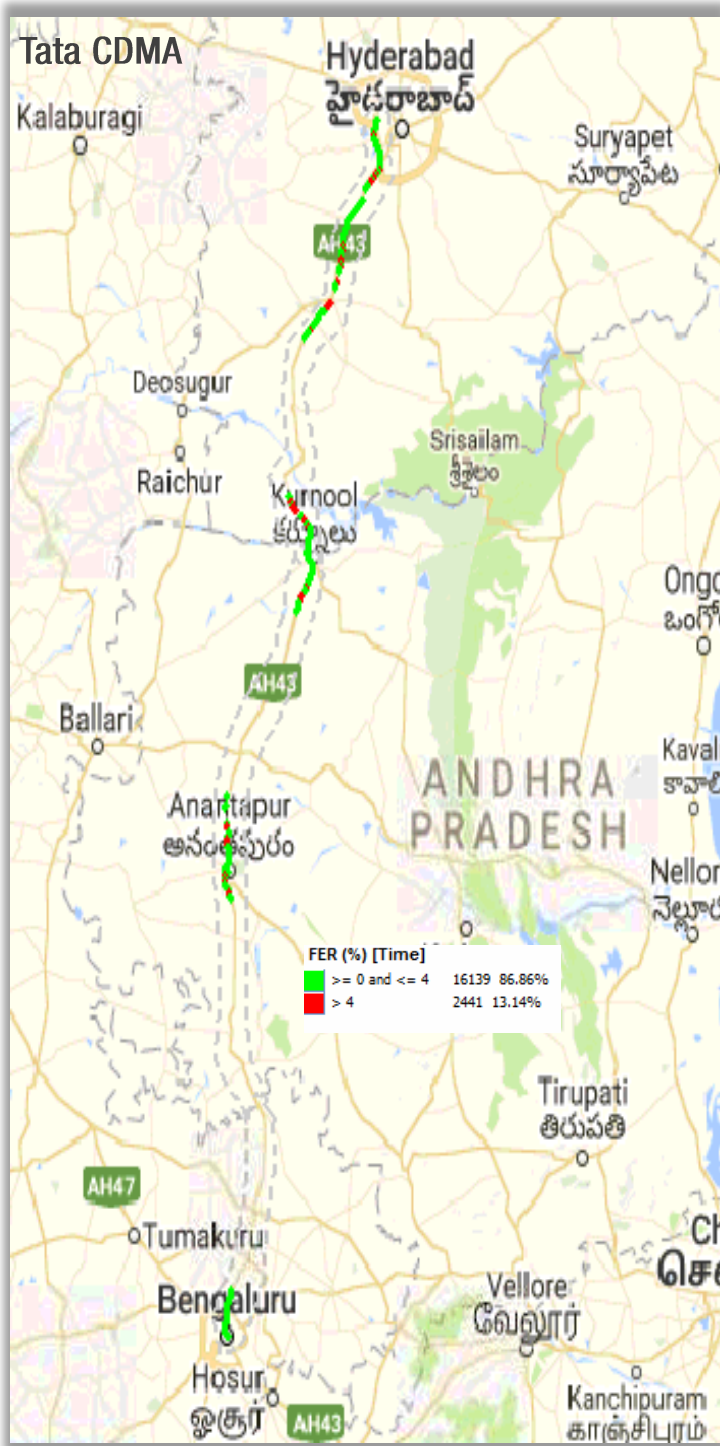 Tata CDMA
Hyderabad
హైదరాబాద్
Kalaburagi
Suryapet
సూర్యాపేట
AH43
Deosugur
Raichur
Srisailam
శ్రీశైలం
Kurnool
కర్నూలు
Ongo
AH43
Ballari
Kaval
ANDHRA
PRADESH
Anantapur
అనంతపురం
Nellor
FER (%) [Time]
>= 0 and <= 4 16139 86.86%
> 4 2441 13.14%
Tirupati
తిరుపతి
AH47
Tumakuru
Ch
Bengaluru
Vellore
வேலூர்
Hosur
ஓசூர்
AH43
Kanchipuram
காஞ்சிபுரம்